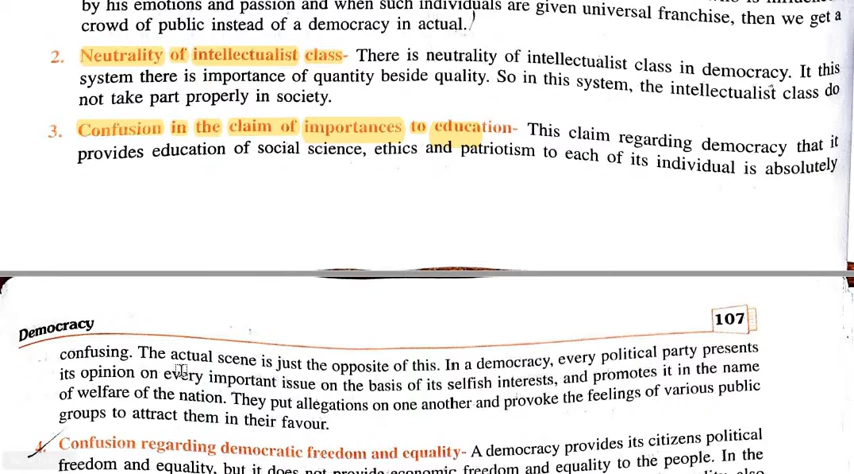 by his emotions and passion and when such individuals are given universal franchise, then we get a
crowd of public instead of a democracy in actual.
2. Neutrality of intellectualist class- There is neutrality of intellectualist class in democracy. It this
system there is importance of quantity beside quality. So in this system, the intellectualist class do
not take part properly in society.
3. Confusion in the claim of importances to education- This claim regarding democracy that it
provides education of social science, ethics and patriotism to each of its individual is absolutely
Democracy
107
confusing. The actual scene is just the opposite of this. In a democracy, every political party presents
its opinion on every important issue on the basis of its selfish interests, and promotes it in the name
of welfare of the nation. They put allegations on one another and provoke the feelings of various public
groups to attract them in their favour.
4. Confusion regarding democratic freedom and equality- A democracy provides its citizens political
freedom and equality, but it does not provide economic freedom and equality to the people. In the
also